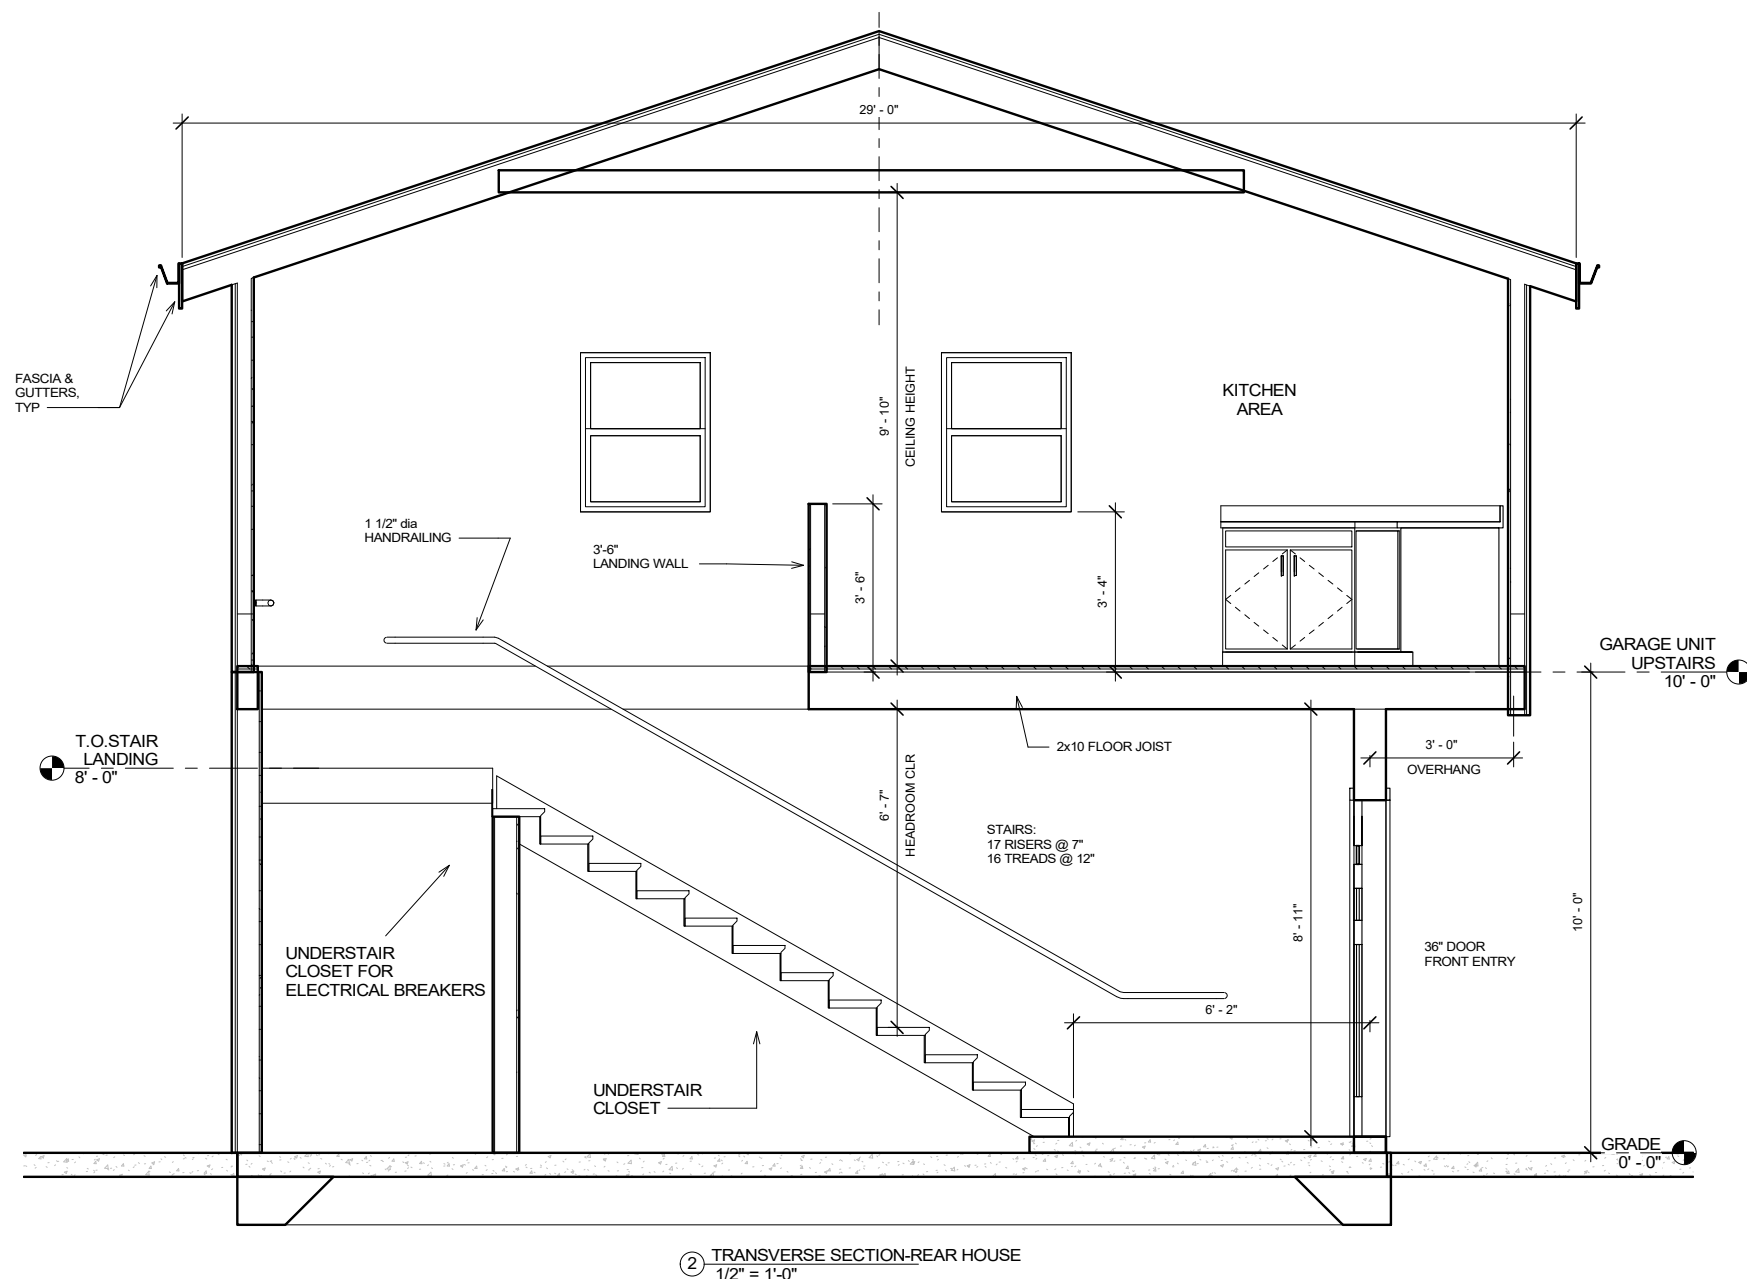 29' - 0"
FASCIA &
GUTTERS,
TYP
9' - 10"
CEILING HEIGHT
KITCHEN
AREA
1 1/2" dia
HANDRAILING
3'-6"
LANDING WALL
3' - 6"
3' - 4"
GARAGE UNIT
UPSTAIRS
10' - 0"
T.O.STAIR
LANDING
8' - 0"
2x10 FLOOR JOIST
3' - 0"
OVERHANG
6' - 7"
HEADROOM CLR
STAIRS:
17 RISERS @ 7"
16 TREADS @ 12"
8' - 11"
10' - 0"
36" DOOR
FRONT ENTRY
UNDERSTAIR
CLOSET FOR
ELECTRICAL BREAKERS
6' - 2"
UNDERSTAIR
CLOSET
GRADE
0' - 0"
2
TRANSVERSE SECTION-REAR HOUSE
1/2" = 1'-0"